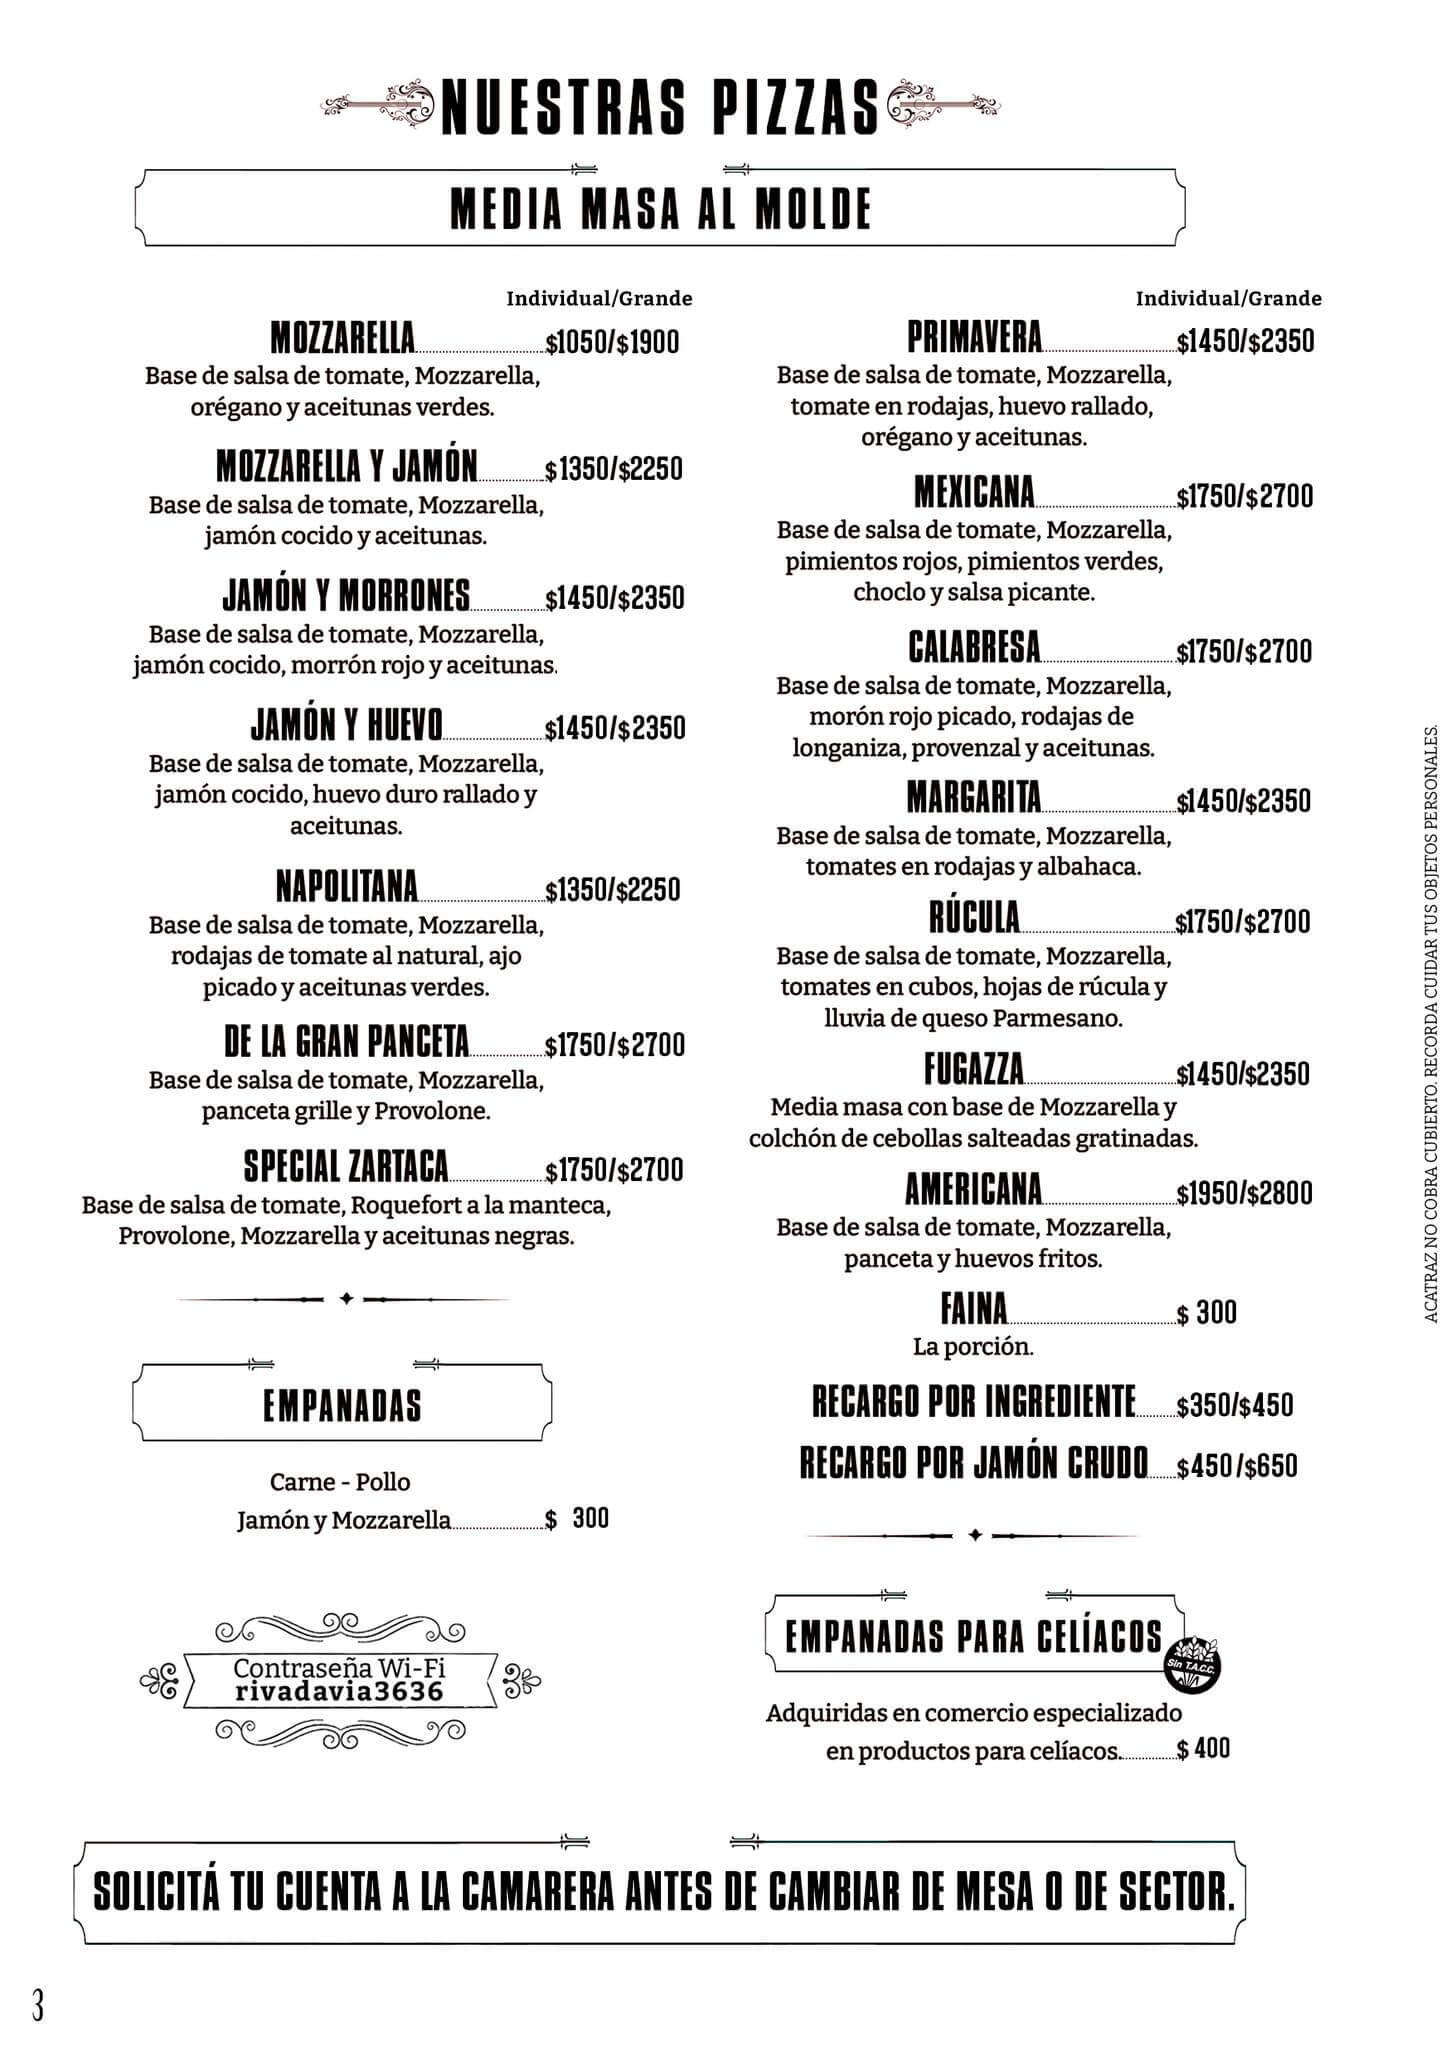 NUESTRAS PIZZAS
MEDIA MASA AL MOLDE
Individual/Grande
MOZZARELLA $1050/$1900
Base de salsa de tomate, Mozzarella,
orégano y aceitunas verdes.
MOZZARELLA Y JAMÓN $1350/$2250
Base de salsa de tomate, Mozzarella,
jamón cocido y aceitunas.
JAMÓN Y MORRONES $1450/$2350
Base de salsa de tomate, Mozzarella,
jamón cocido, morrón rojo y aceitunas.
JAMÓN Y HUEVO $1450/$2350
Base de salsa de tomate, Mozzarella,
jamón cocido, huevo duro rallado y
aceitunas.
NAPOLITANA $1350/$2250
Base de salsa de tomate, Mozzarella,
rodajas de tomate al natural, ajo
picado y aceitunas verdes.
DE LA GRAN PANCETA $1750/$2700
Base de salsa de tomate, Mozzarella,
panceta grille y Provolone.
SPECIAL ZARTACA $1750/$2700
Base de salsa de tomate, Roquefort a la manteca,
Provolone, Mozzarella y aceitunas negras.
EMPANADAS
Carne - Pollo
Jamón y Mozzarella $ 300
Contraseña Wi-Fi
rivadavia3636
Individual/Grande
PRIMAVERA $1450/$2350
Base de salsa de tomate, Mozzarella,
tomate en rodajas, huevo rallado,
orégano y aceitunas.
MEXICANA $1750/$2700
Base de salsa de tomate, Mozzarella,
pimientos rojos, pimientos verdes,
choclo y salsa picante.
CALABRESA $1750/$2700
Base de salsa de tomate, Mozzarella,
morón rojo picado, rodajas de
longaniza, provenzal y aceitunas.
MARGARITA $1450/$2350
Base de salsa de tomate, Mozzarella,
tomates en rodajas y albahaca.
RÚCULA $1750/$2700
Base de salsa de tomate, Mozzarella,
tomates en cubos, hojas de rúcula y
lluvia de queso Parmesano.
FUGAZZA $1450/$2350
Media masa con base de Mozzarella y
colchón de cebollas salteadas gratinadas.
AMERICANA $1950/$2800
Base de salsa de tomate, Mozzarella,
panceta y huevos fritos.
FAINA $ 300
La porción.
RECARGO POR INGREDIENTE $350/$450
RECARGO POR JAMÓN CRUDO $450/$650
EMPANADAS PARA CELÍACOS
Sin T.A.C.C.
Adquiridas en comercio especializado
en productos para celíacos. $ 400
ACATRAZ NO COBRA CUBIERTO. RECORDA CUIDAR TUS OBJETOS PERSONALES.
SOLICITÁ TU CUENTA A LA CAMARERA ANTES DE CAMBIAR DE MESA O DE SECTOR.
3